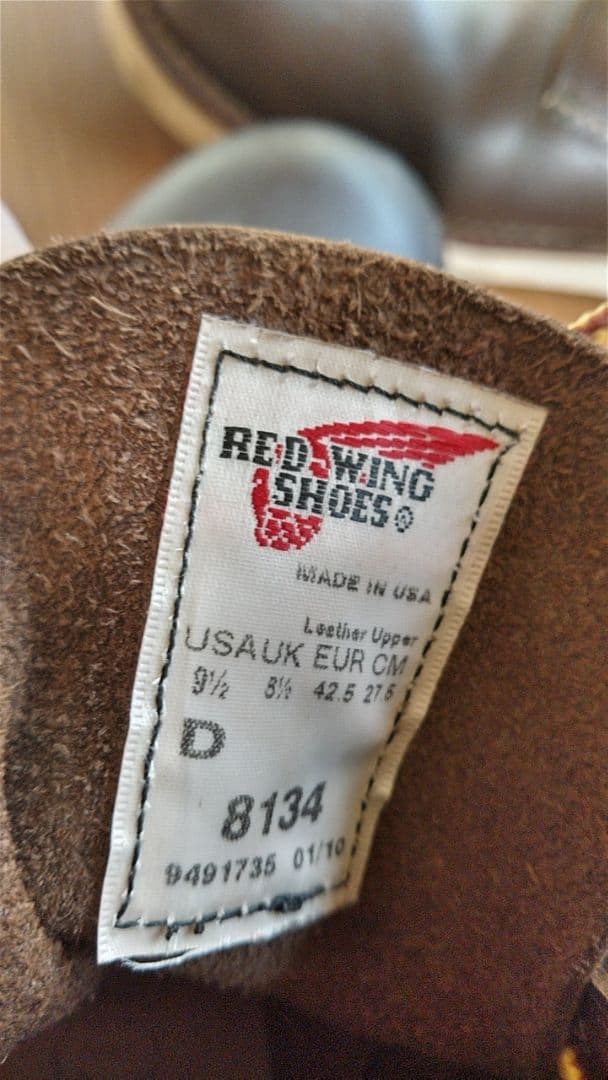 RED WING
SHOES®
MADE IN USA
Leather Upper
USA UK EUR CM
9½ 8½ 42.5 27.5
D
8134
9491735 01/10